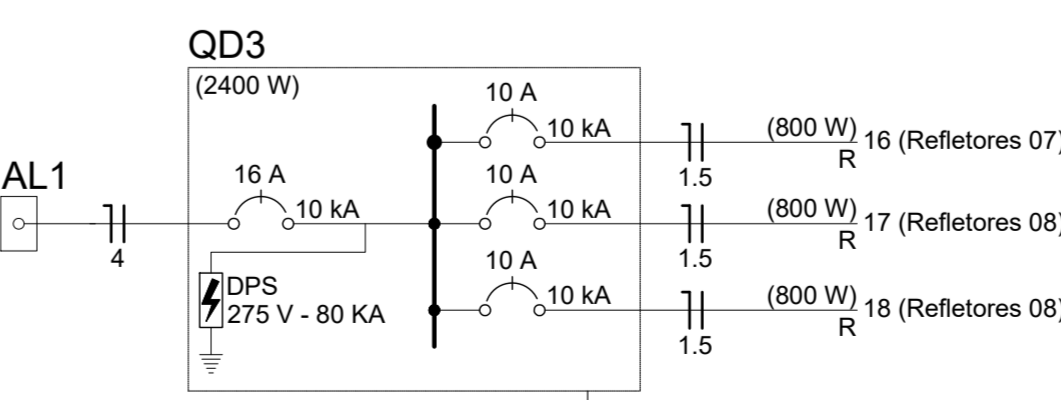 QD3
(2400 W)
AL1
4
16 A
10 kA
DPS
275 V - 80 KA
10 A
10 kA
1.5
(800 W)
R
16 (Refletores 07)
10 A
10 kA
1.5
(800 W)
R
17 (Refletores 08)
10 A
10 kA
1.5
(800 W)
R
18 (Refletores 08)